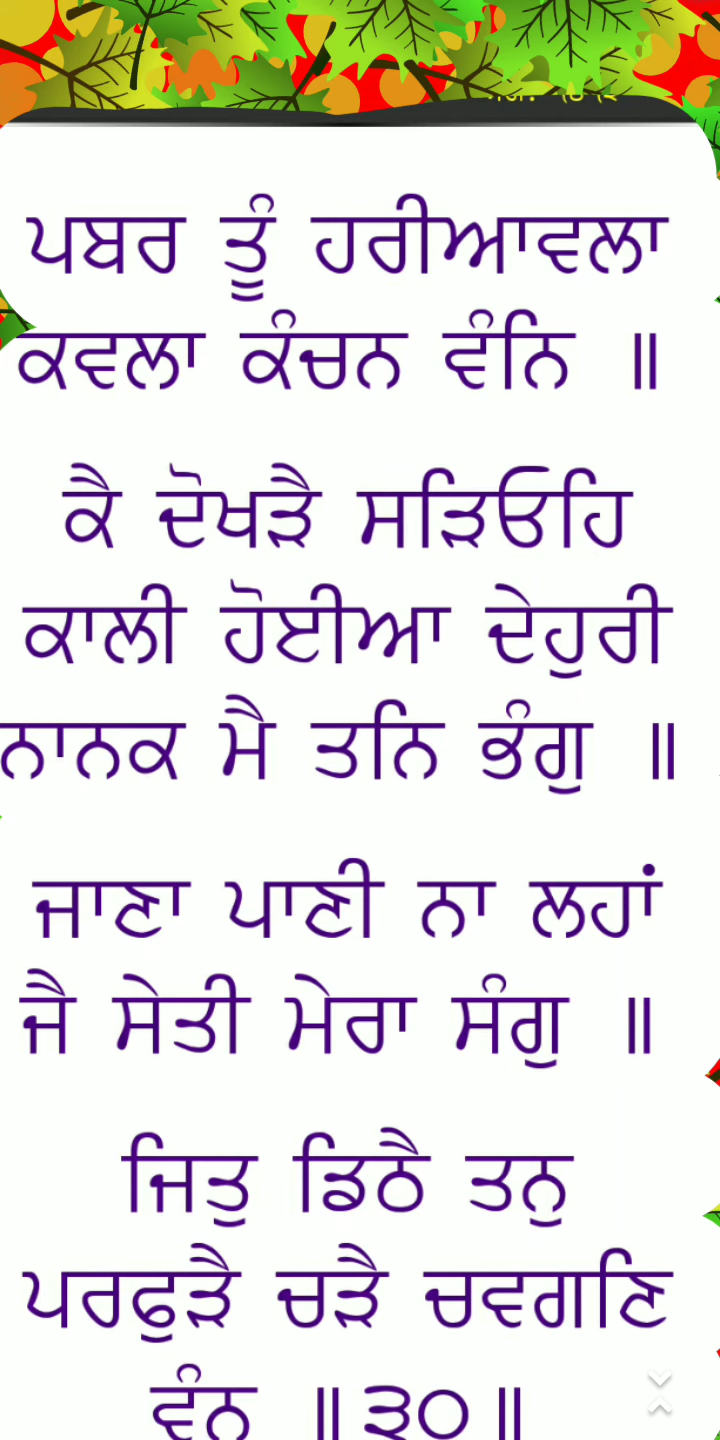 ਪਬਰ ਤੂੰ ਹਰੀਆਵਲਾ
ਕਵਲਾ ਕੰਚਨ ਵੰਨਿ ॥
ਕੈ ਦੋਖੜੈ ਸੜਿਓਹਿ
ਕਾਲੀ ਹੋਈਆ ਦੇਹੁਰੀ
ਨਾਨਕ ਮੈ ਤਨਿ ਭੰਗੁ ॥
ਜਾਣਾ ਪਾਣੀ ਨਾ ਲਹਾਂ
ਜੈ ਸੇਤੀ ਮੇਰਾ ਸੰਗੁ ॥
ਜਿਤੁ ਡਿਠੈ ਤਨੁ
ਪਰਫੁੜੈ ਚੜੈ ਚਵਗਣਿ
ਵੰਨੁ ॥੩੦॥